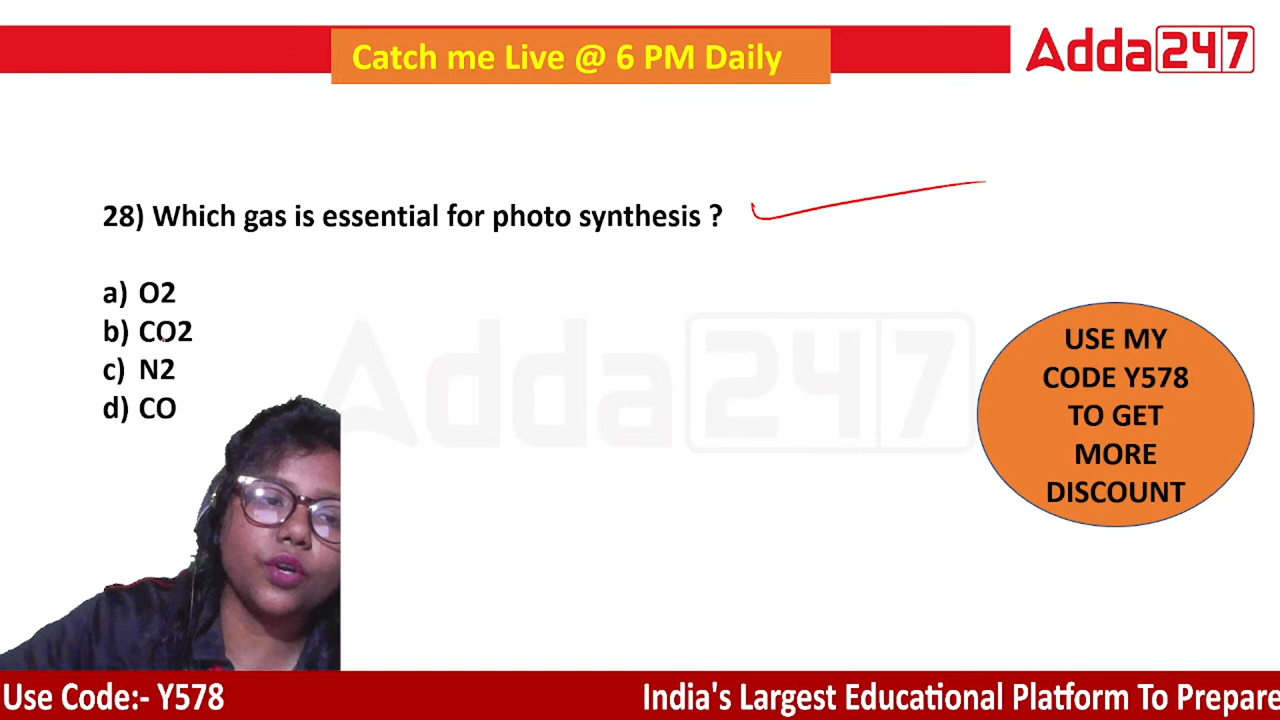 Catch me Live @ 6 PM Daily
Adda247
28) Which gas is essential for photo synthesis ?
a) O2
b) CO2
c) N2
d) CO
Adda247
USE MY
CODE Y578
TO GET
MORE
DISCOUNT
Use Code:- Y578
India's Largest Educational Platform To Prepare